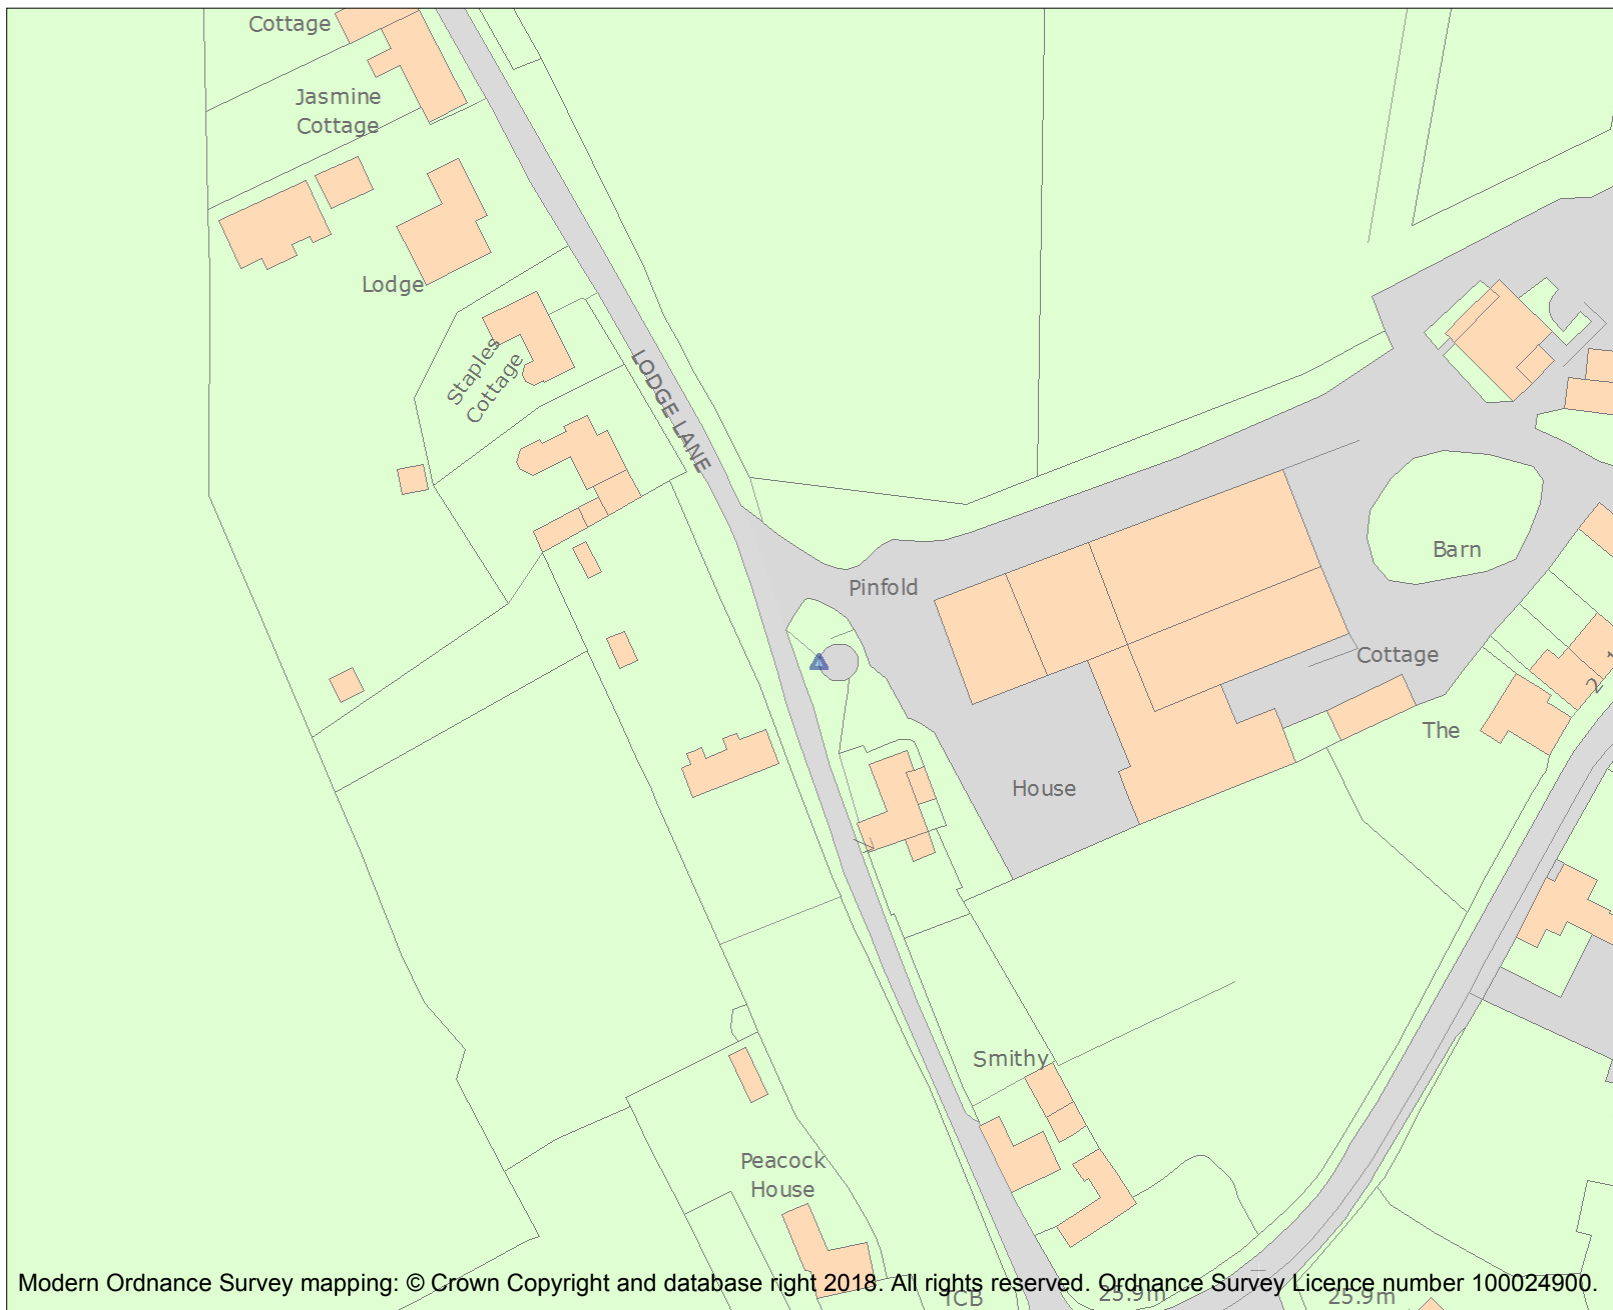 Cottage
Jasmine
Cottage
Lodge
Staples
Cottage
LODGE LANE
Pinfold
Barn
Cottage
2
The
House
Smithy
Peacock
House
TCB
25.9m
25.9m
Modern Ordnance Survey mapping: © Crown Copyright and database right 2018. All rights reserved. Ordnance Survey Licence number 100024900.